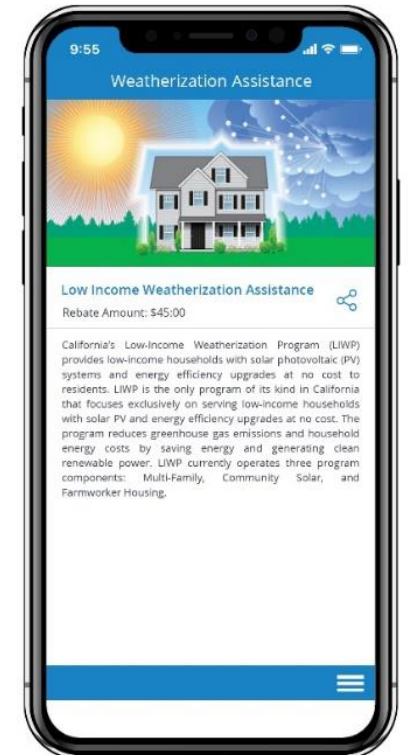 9:55
Weatherization Assistance
Low Income Weatherization Assistance
Rebate Amount: $45:00
California's Low-Income Weatherization Program (LIWP)
provides low-income households with solar photovoltaic (PV)
systems and energy efficiency upgrades at no cost to
residents. LIWP is the only program of its kind in California
that focuses exclusively on serving low-income households
with solar PV and energy efficiency upgrades at no cost. The
program reduces greenhouse gas emissions and household
energy costs by saving energy and generating clean
renewable power. LIWP currently operates three program
components: Multi-Family, Community Solar, and
Farmworker Housing.